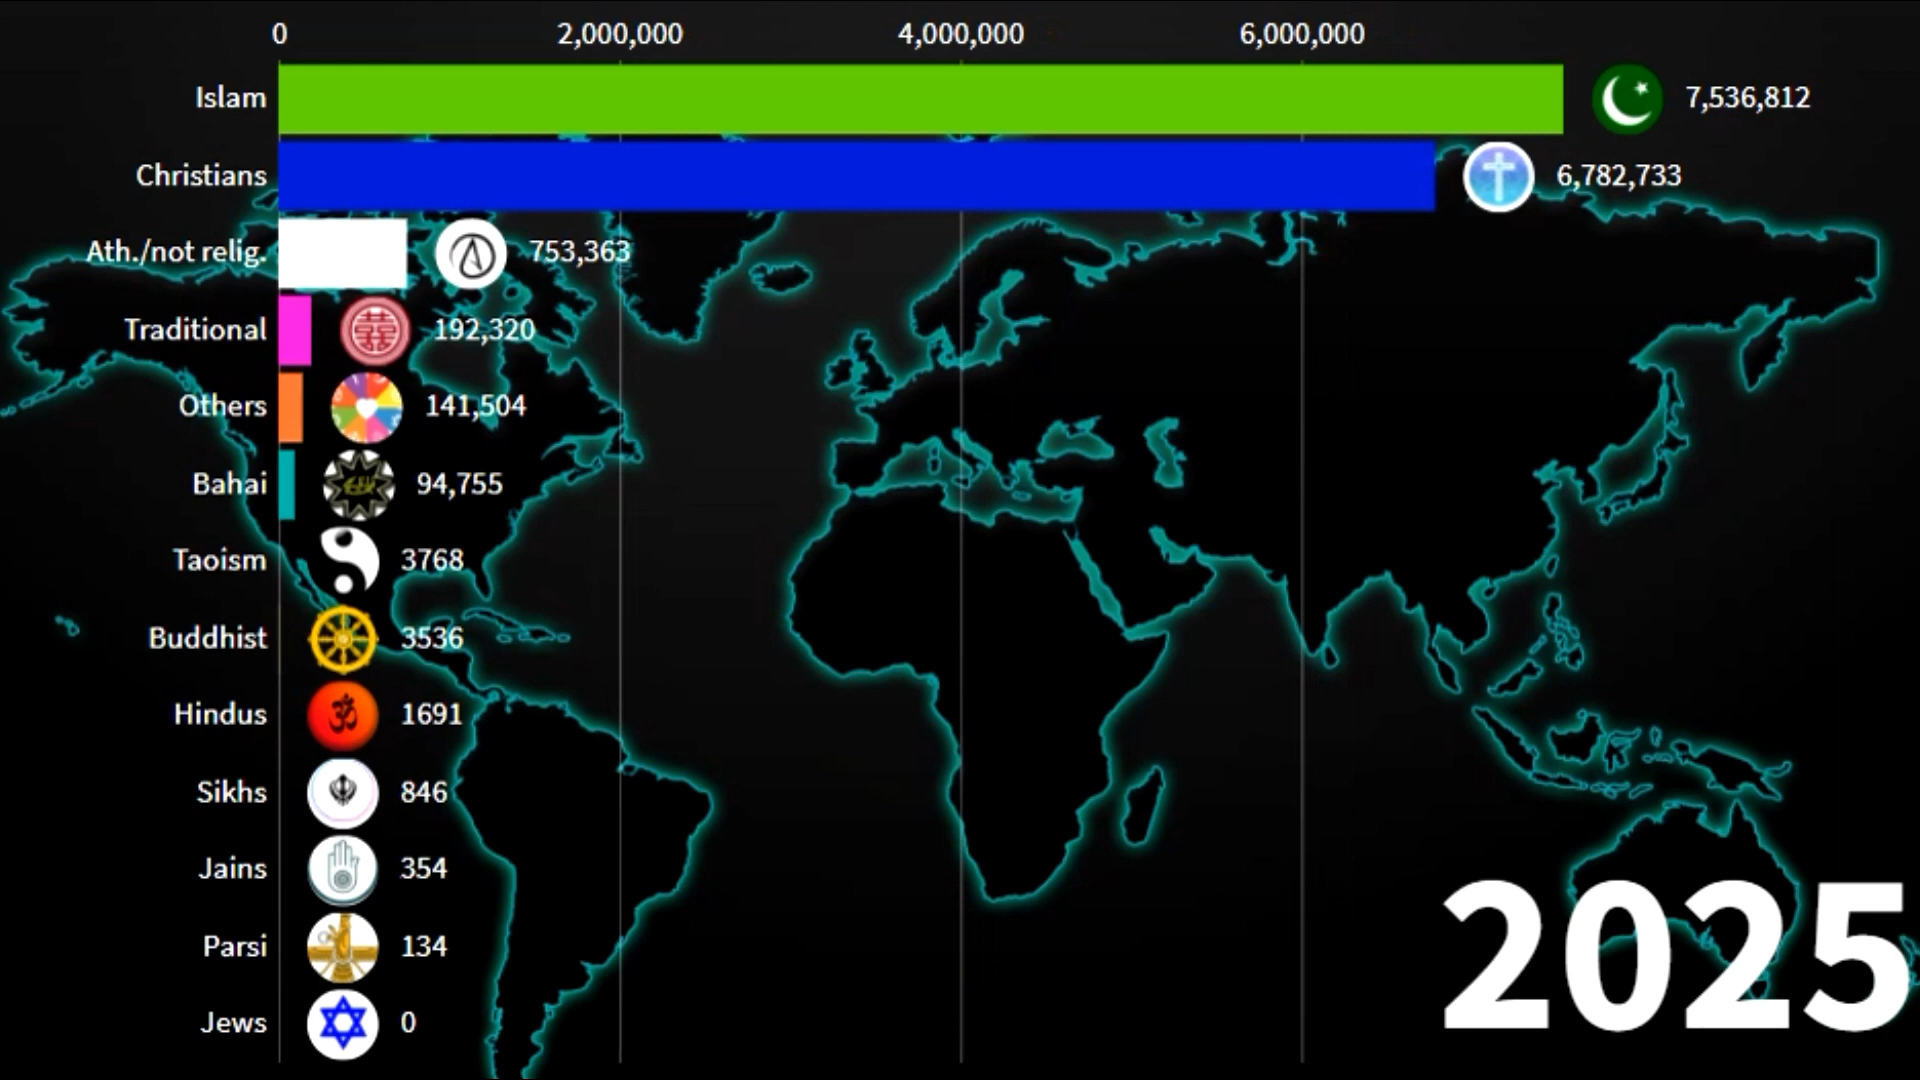 0 2,000,000 4,000,000 6,000,000
Islam 7,536,812
Christians 6,782,733
Ath./not relig. 753,363
Traditional 192,320
Others 141,504
Bahai 94,755
Taoism 3768
Buddhist 3536
Hindus 1691
Sikhs 846
Jains 354
Parsi 134
Jews 0
2025